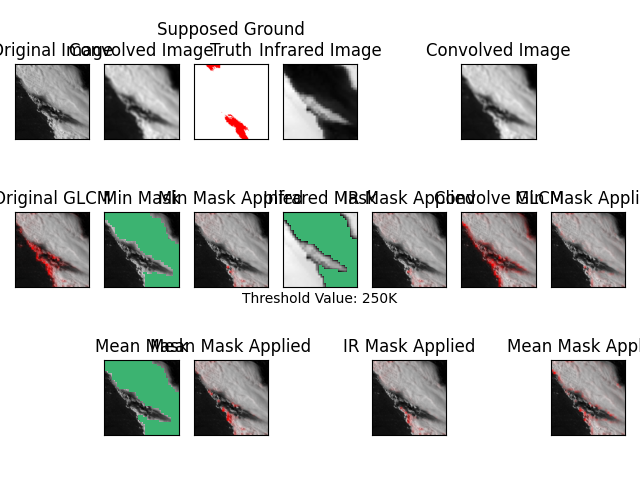 Supposed Ground
Original Image Convolved Image Truth Infrared Image Convolved Image
Original GLCM Min Mask Min Mask Applied Infrared Mask IR Mask Applied Convolve GLCM Min Mask Appli
Threshold Value: 250K
Mean Mask Mean Mask Applied IR Mask Applied Mean Mask Appl